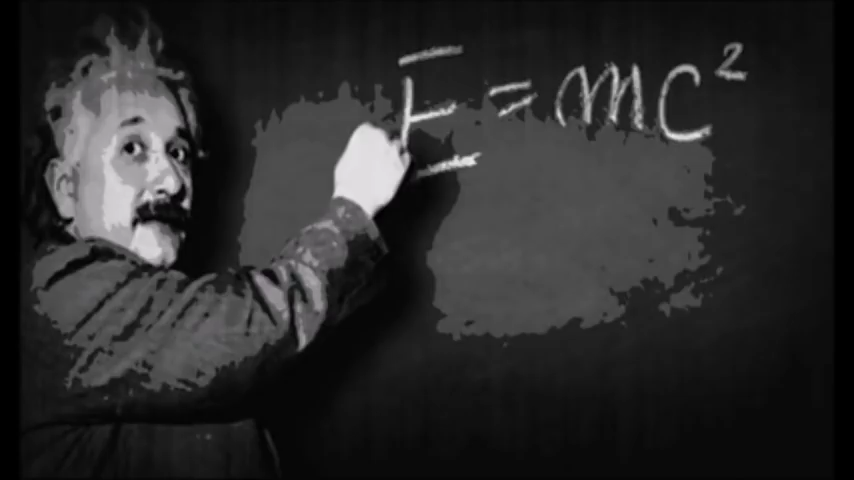 E = mc²